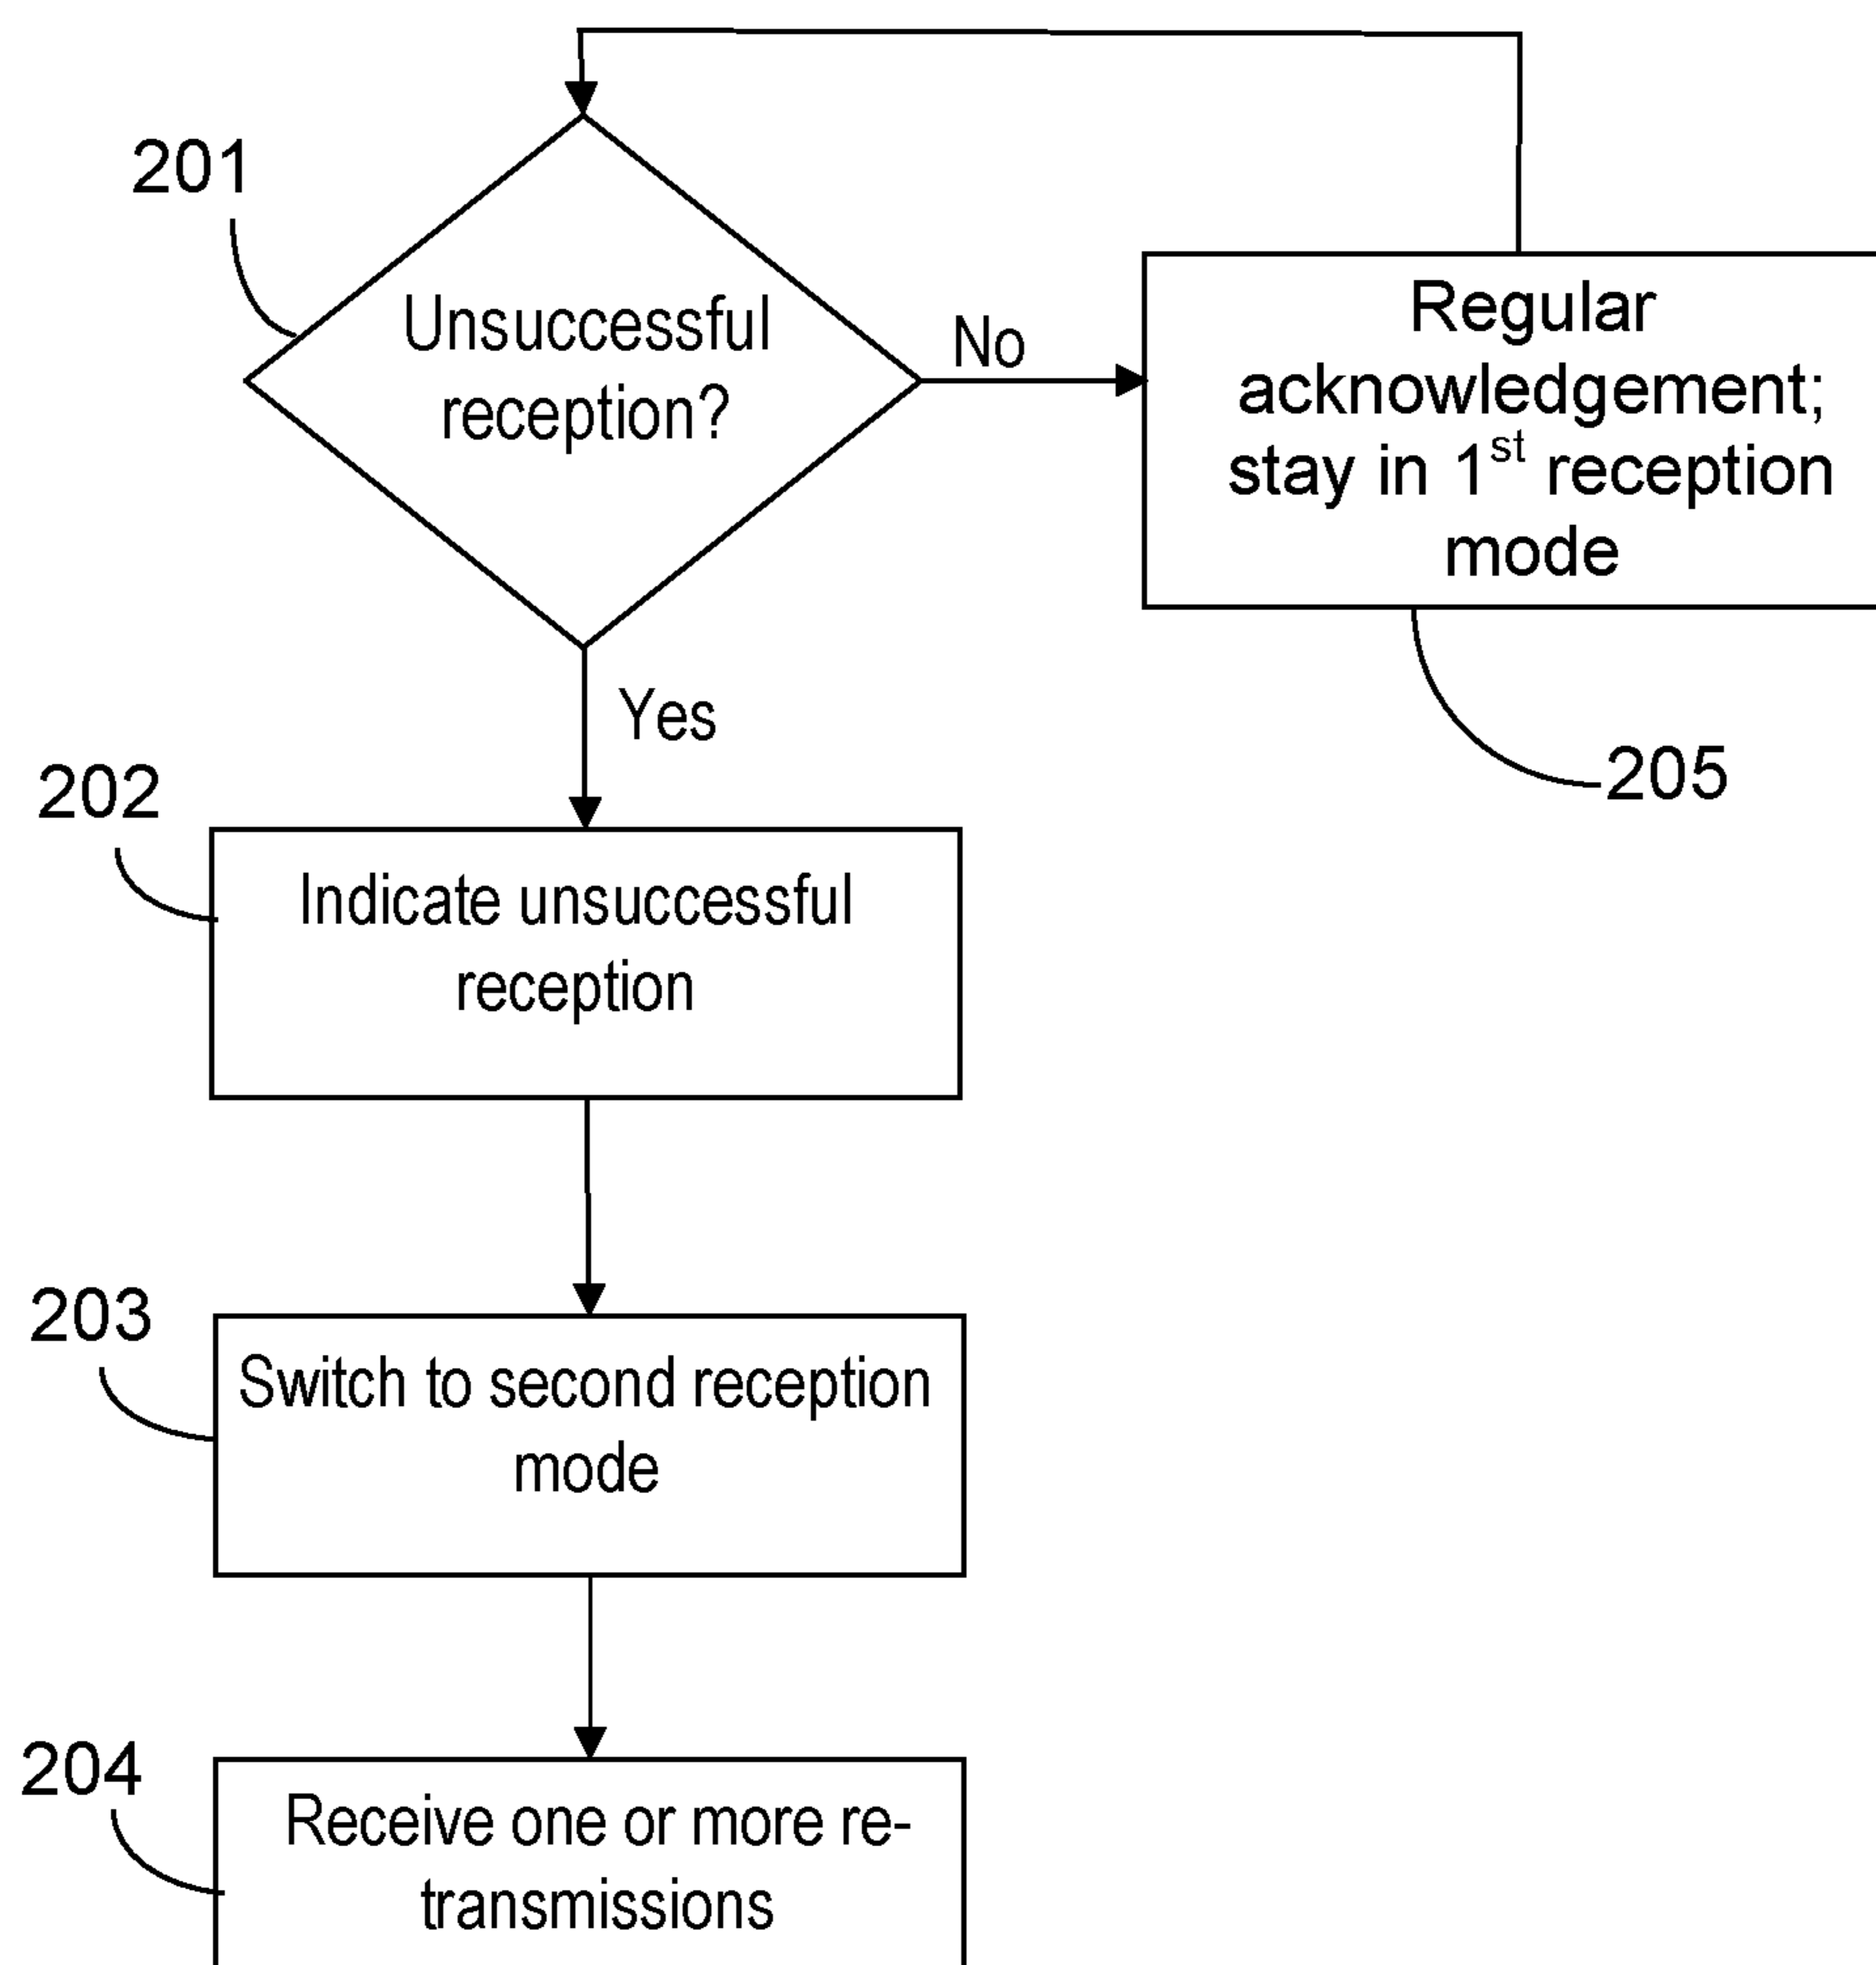 201
Unsuccessful
reception?
No
Regular
acknowledgement;
stay in 1st reception
mode
205
Yes
202
Indicate unsuccessful
reception
203
Switch to second reception
mode
204
Receive one or more re-
transmissions